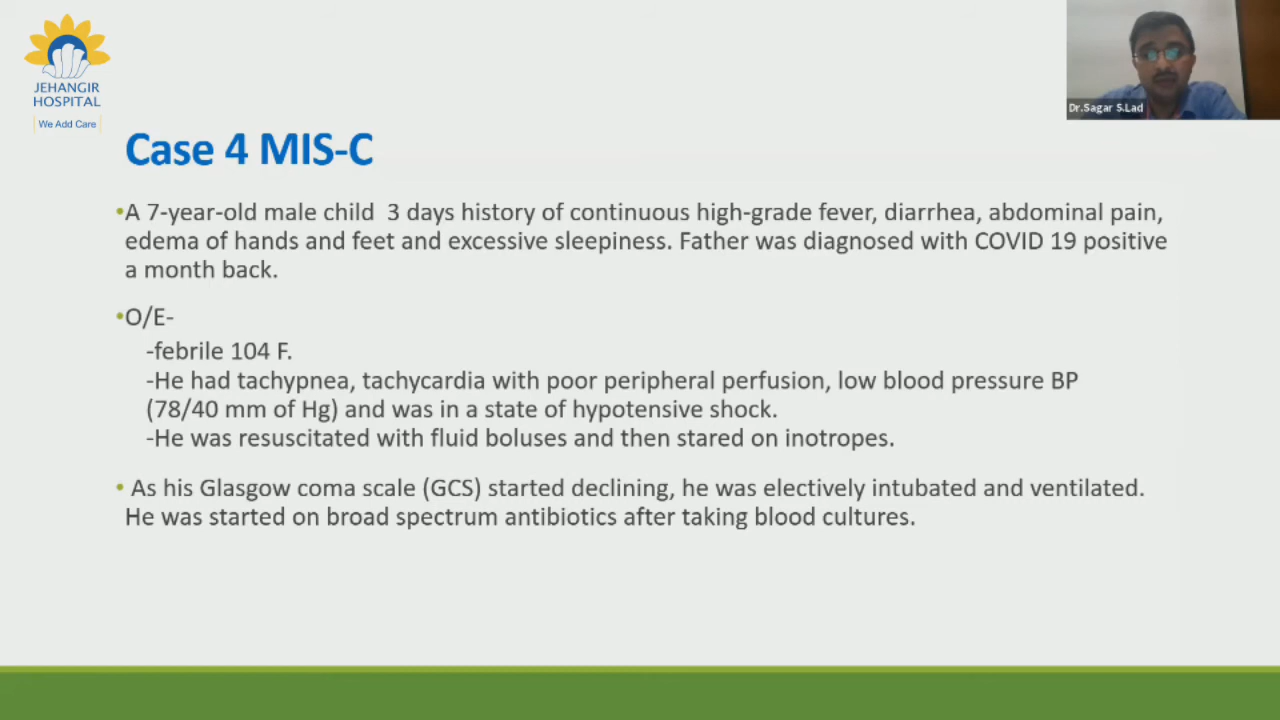 JEHANGIR
HOSPITAL
We Add Care
Dr.Sagar S.Lad
Case 4 MIS-C
•A 7-year-old male child 3 days history of continuous high-grade fever, diarrhea, abdominal pain,
edema of hands and feet and excessive sleepiness. Father was diagnosed with COVID 19 positive
a month back.
•O/E-
-febrile 104 F.
-He had tachypnea, tachycardia with poor peripheral perfusion, low blood pressure BP
(78/40 mm of Hg) and was in a state of hypotensive shock.
-He was resuscitated with fluid boluses and then stared on inotropes.
• As his Glasgow coma scale (GCS) started declining, he was electively intubated and ventilated.
He was started on broad spectrum antibiotics after taking blood cultures.